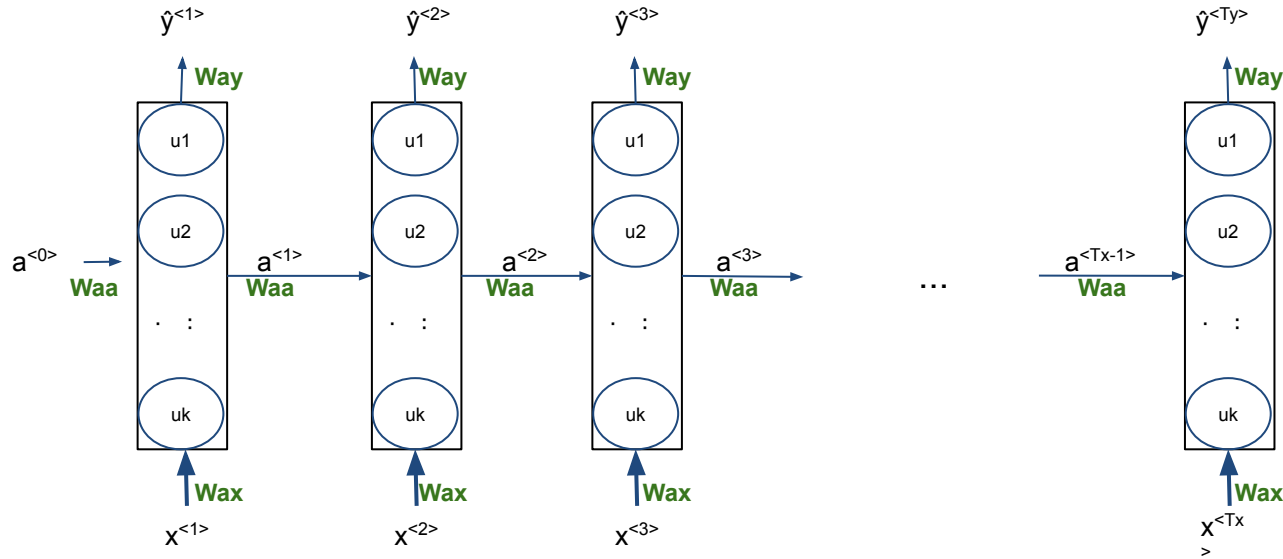 ŷ<1> ŷ<2> ŷ<3> ŷ<Ty>
Way Way Way Way
u1 u1 u1 u1
u2 u2 u2 u2
a<0> a<1> a<2> a<3> ... a<Tx-1>
Waa Waa Waa Waa Waa
. : . : . : . :
uk uk uk uk
Wax Wax Wax Wax
x<1> x<2> x<3> x<Tx
>